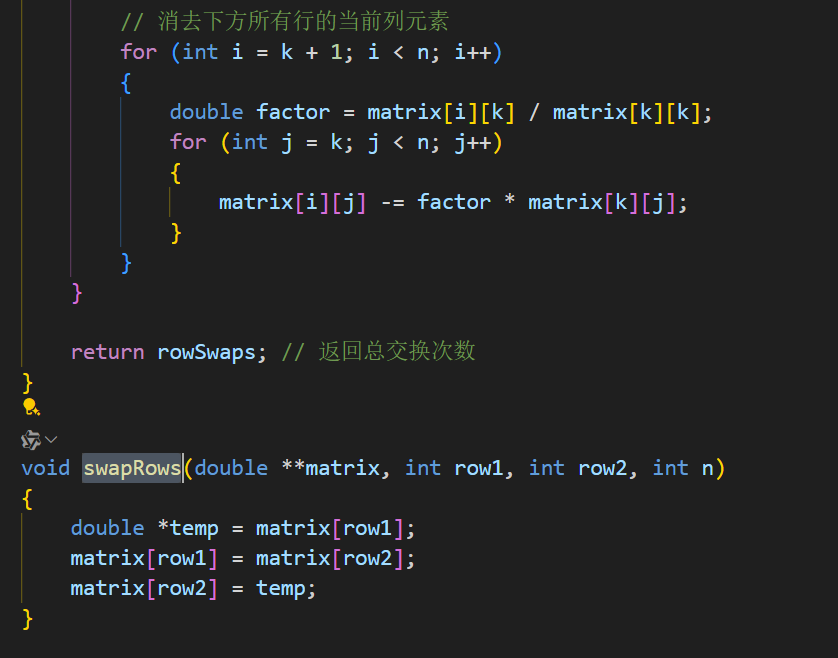 // 消去下方所有行的当前列元素
for (int i = k + 1; i < n; i++)
{
double factor = matrix[i][k] / matrix[k][k];
for (int j = k; j < n; j++)
{
matrix[i][j] -= factor * matrix[k][j];
}
}
}
return rowSwaps; // 返回总交换次数
}
void swapRows(double **matrix, int row1, int row2, int n)
{
double *temp = matrix[row1];
matrix[row1] = matrix[row2];
matrix[row2] = temp;
}